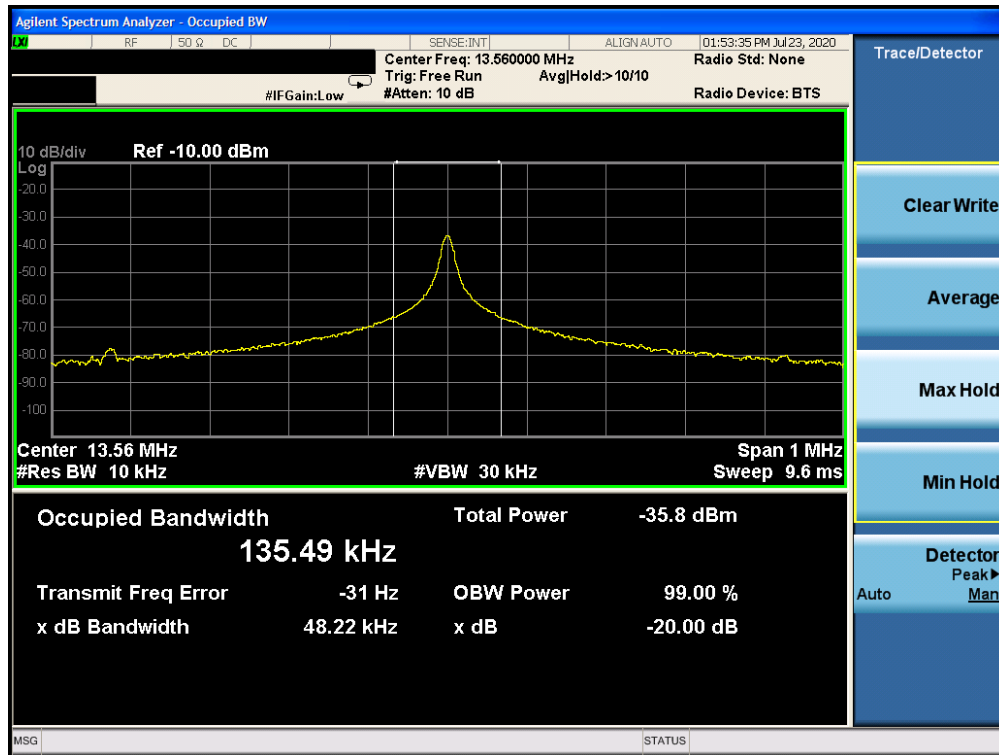 Agilent Spectrum Analyzer - Occupied BW
LXI RF 50 Ω DC SENSE:INT ALIGN AUTO 01:53:35 PM Jul 23, 2020
Center Freq: 13.560000 MHz Radio Std: None
Trig: Free Run Avg|Hold:>10/10
#IFGain:Low #Atten: 10 dB Radio Device: BTS
10 dB/div Ref -10.00 dBm
Log
-20.0
-30.0
-40.0
-50.0
-60.0
-70.0
-80.0
-90.0
-100
Center 13.56 MHz Span 1 MHz
#Res BW 10 kHz #VBW 30 kHz Sweep 9.6 ms
Occupied Bandwidth Total Power -35.8 dBm
135.49 kHz
Transmit Freq Error -31 Hz OBW Power 99.00 %
x dB Bandwidth 48.22 kHz x dB -20.00 dB
MSG STATUS
Trace/Detector
Clear Write
Average
Max Hold
Min Hold
Detector
Peak▶
Auto Man